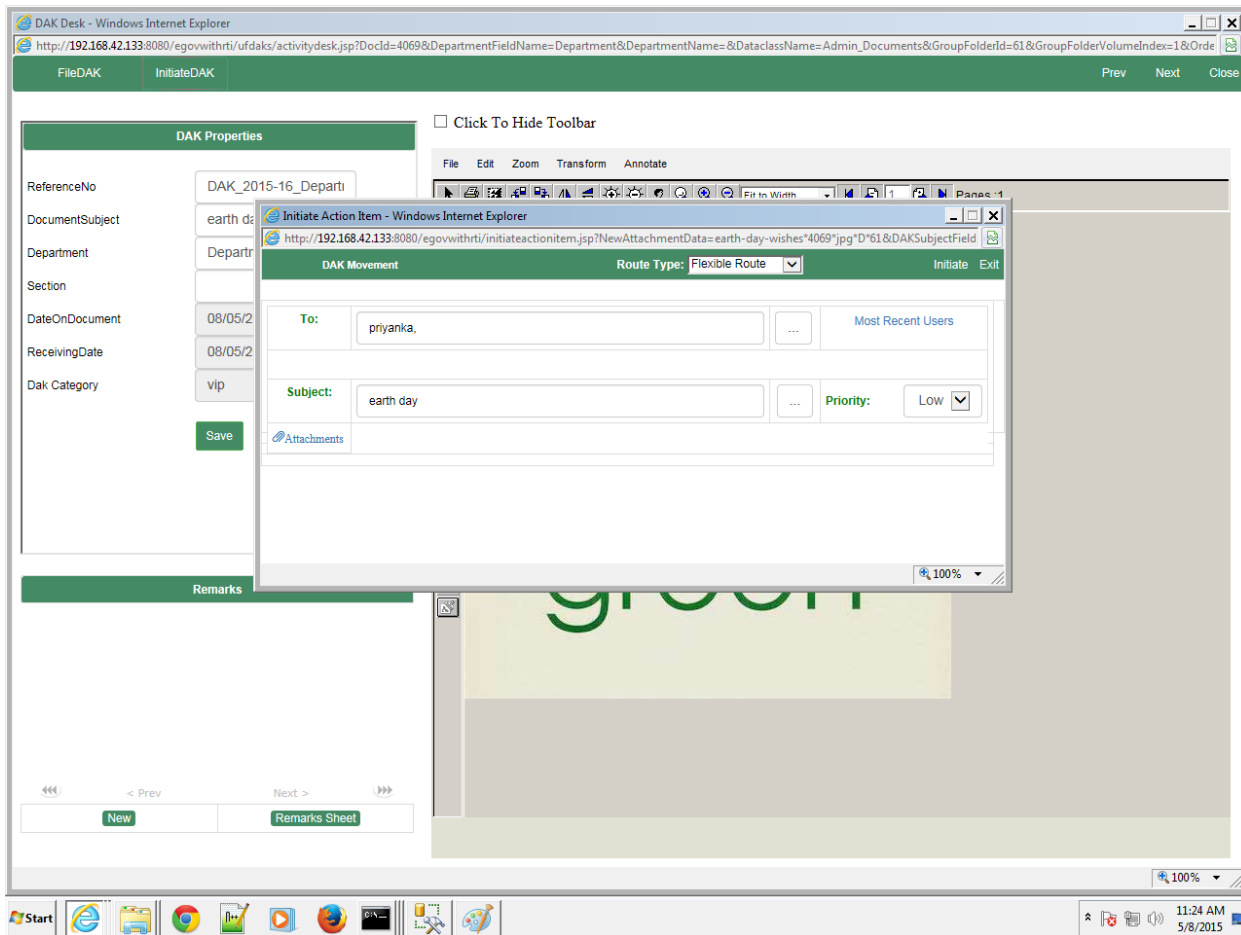 DAK Desk - Windows Internet Explorer
http://192.168.42.133:8080/egovwithrti/ufdaks/activitydesk.jsp?DocId=4069&DepartmentFieldName=Department&DepartmentName=&DataclassName=Admin_Documents&GroupFolderId=61&GroupFolderVolumeIndex=1&Orde
FileDAK InitiateDAK Prev Next Close
Click To Hide Toolbar
DAK Properties
File Edit Zoom Transform Annotate
Fit to Width 1 Pages :1
ReferenceNo DAK_2015-16_Departı
DocumentSubject earth da
Department Departr
Section
DateOnDocument 08/05/2
ReceivingDate 08/05/2
Dak Category vip
Save
Initiate Action Item - Windows Internet Explorer
http://192.168.42.133:8080/egovwithrti/initiateactionitem.jsp?NewAttachmentData=earth-day-wishes*4069*jpg*D*61&DAKSubjectField
DAK Movement Route Type: Flexible Route Initiate Exit
To: priyanka, ... Most Recent Users
Subject: earth day ... Priority: Low
Attachments
100%
Remarks
green
< Prev Next >
New Remarks Sheet
100%
Start C:\ 11:24 AM
5/8/2015